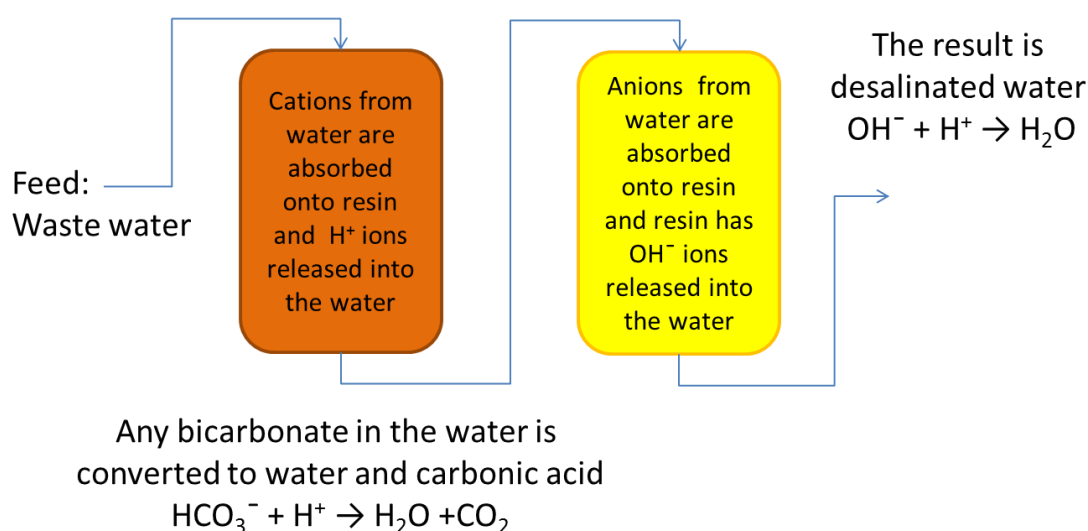 Feed:
Waste water
Cations from
water are
absorbed
onto resin
and H⁺ ions
released into
the water
Any bicarbonate in the water is
converted to water and carbonic acid
HCO₃⁻ + H⁺ → H₂O +CO₂
Anions from
water are
absorbed
onto resin
and resin has
OH⁻ ions
released into
the water
The result is
desalinated water
OH⁻ + H⁺ → H₂O